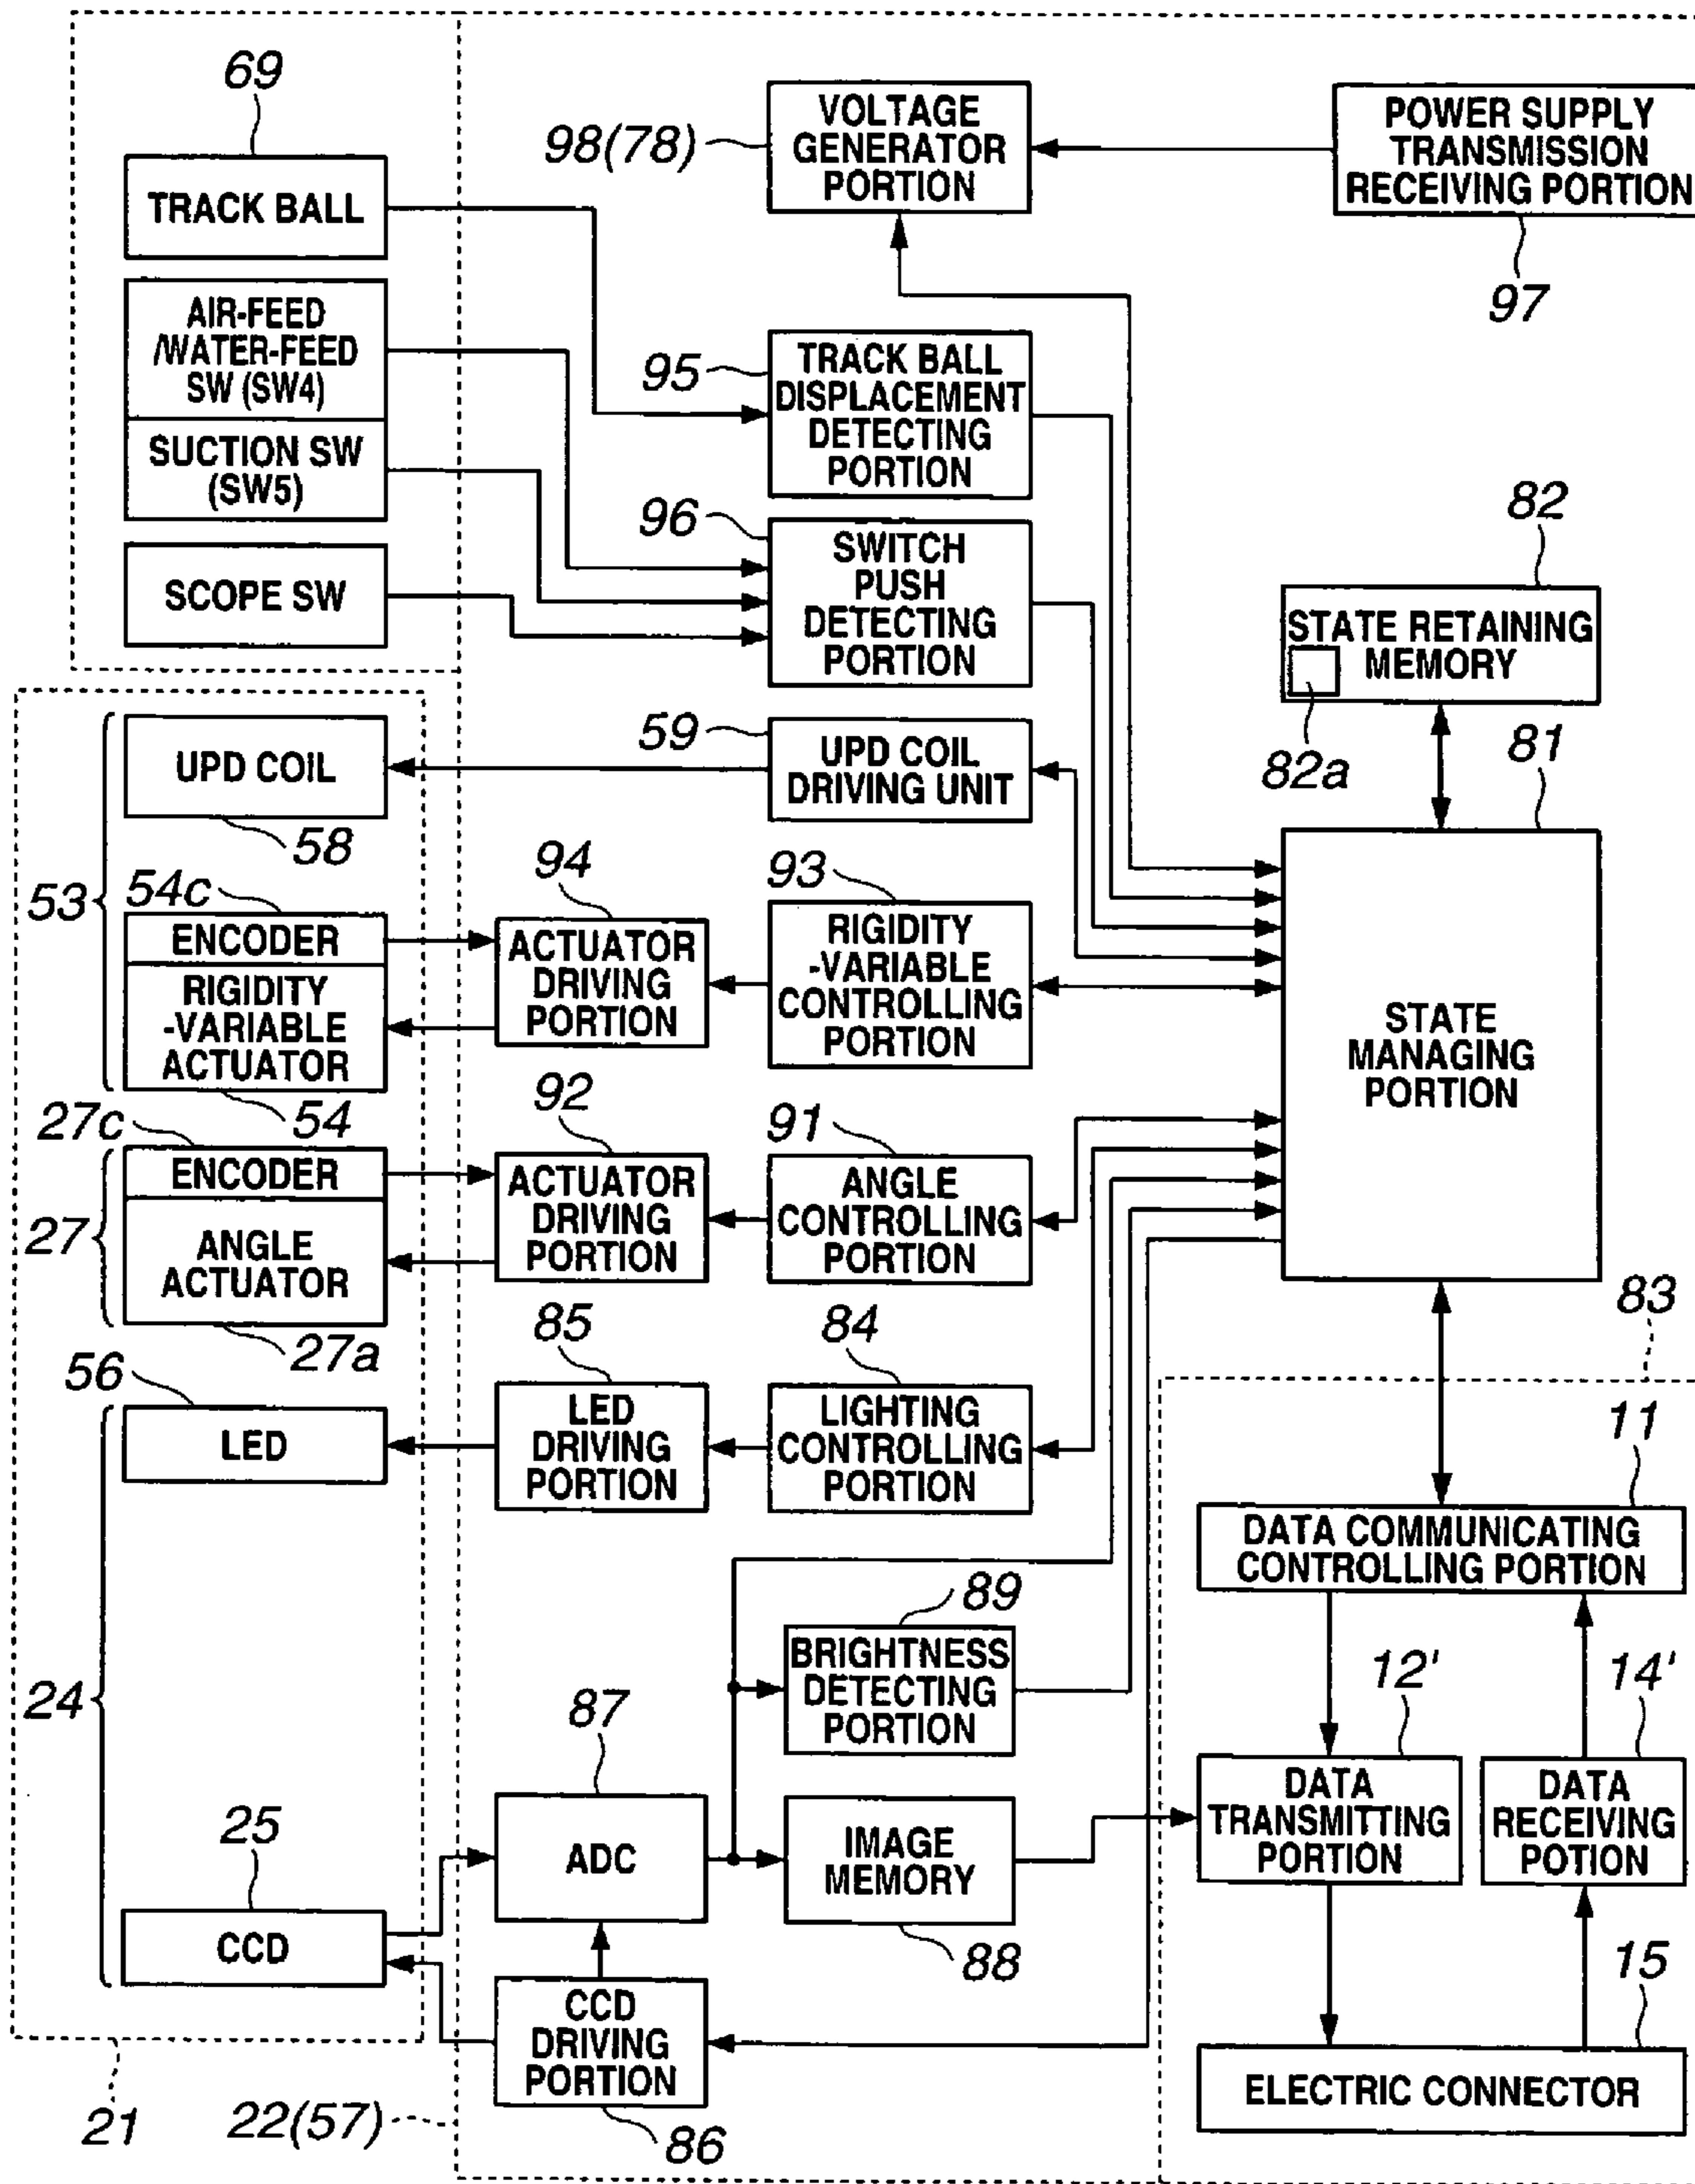 69
TRACK BALL
98(78)
VOLTAGE
GENERATOR
PORTION
POWER SUPPLY
TRANSMISSION
RECEIVING PORTION
97
AIR-FEED
/WATER-FEED
SW (SW4)
SUCTION SW
(SW5)
SCOPE SW
95
TRACK BALL
DISPLACEMENT
DETECTING
PORTION
96
SWITCH
PUSH
DETECTING
PORTION
82
STATE RETAINING
MEMORY
82a
81
STATE
MANAGING
PORTION
53
UPD COIL
58
59
UPD COIL
DRIVING UNIT
54c
ENCODER
RIGIDITY
-VARIABLE
ACTUATOR
54
94
ACTUATOR
DRIVING
PORTION
93
RIGIDITY
-VARIABLE
CONTROLLING
PORTION
27c
27
ENCODER
ANGLE
ACTUATOR
27a
92
ACTUATOR
DRIVING
PORTION
91
ANGLE
CONTROLLING
PORTION
56
LED
85
LED
DRIVING
PORTION
84
LIGHTING
CONTROLLING
PORTION
83
11
DATA COMMUNICATING
CONTROLLING PORTION
24
89
BRIGHTNESS
DETECTING
PORTION
87
ADC
IMAGE
MEMORY
88
12'
DATA
TRANSMITTING
PORTION
14'
DATA
RECEIVING
POTION
25
CCD
CCD
DRIVING
PORTION
86
15
ELECTRIC CONNECTOR
21
22(57)